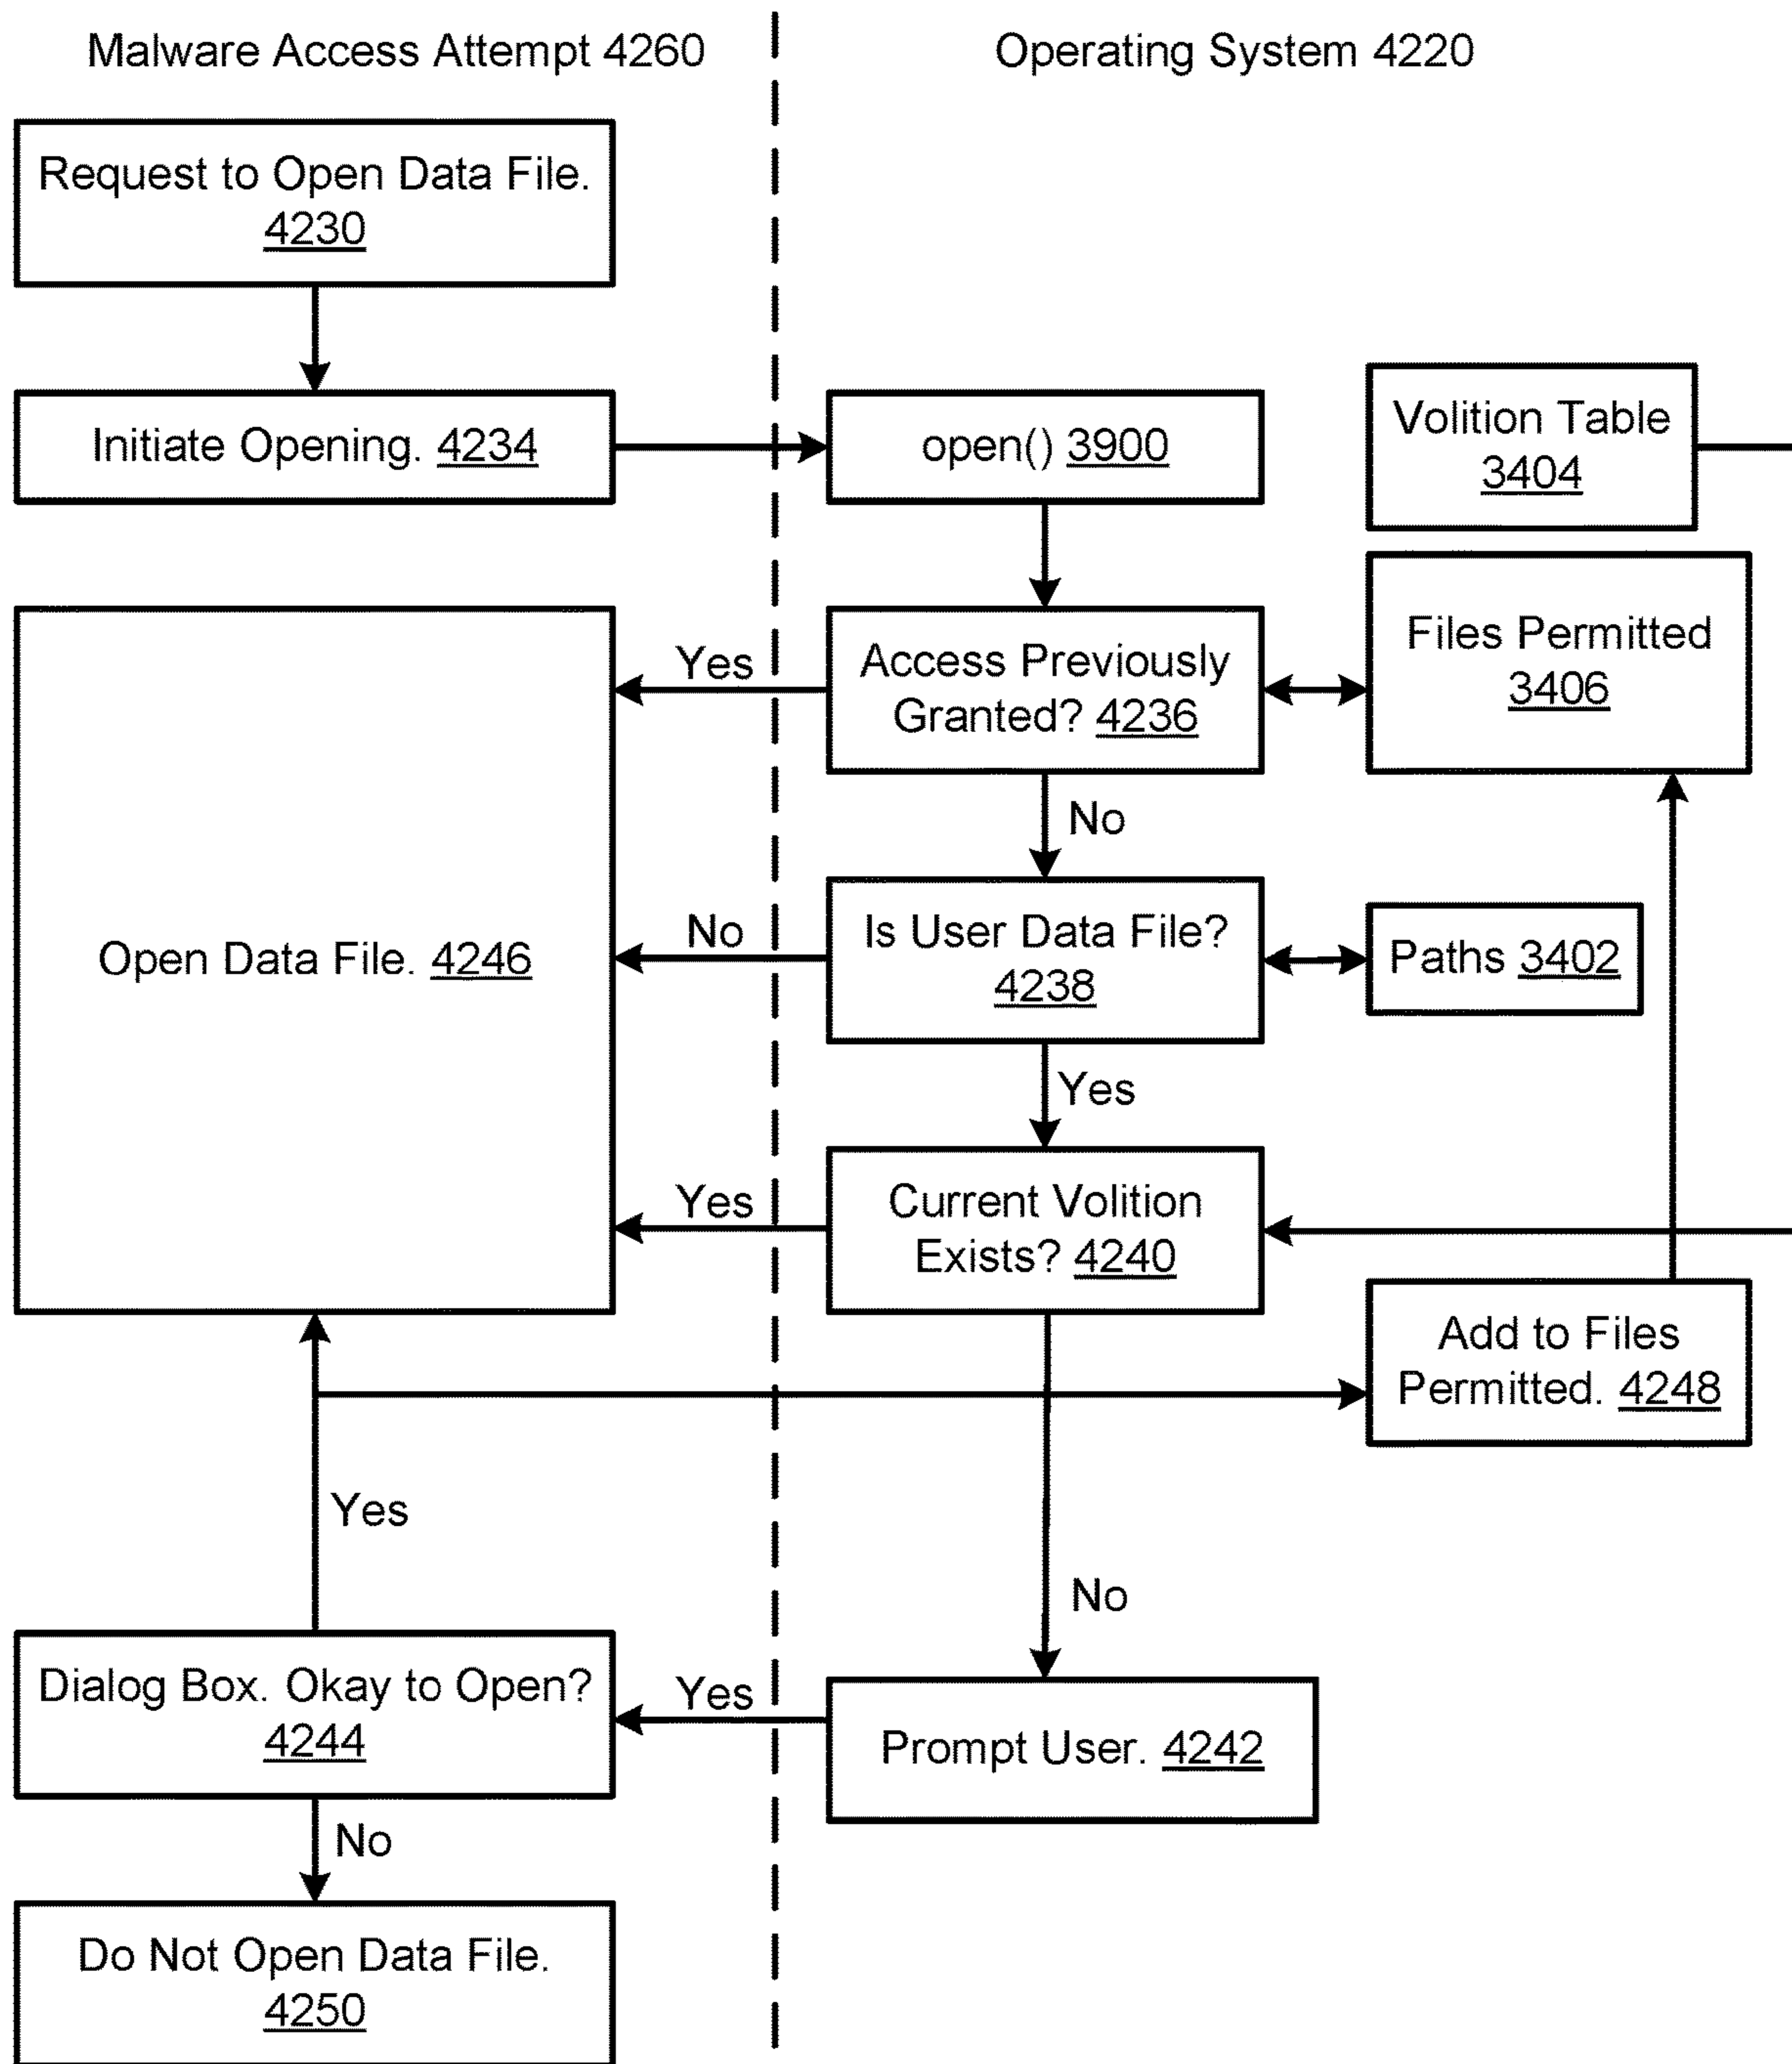 Malware Access Attempt 4260
Operating System 4220
Request to Open Data File.
4230
Initiate Opening. 4234
open() 3900
Volition Table
3404
Files Permitted
3406
Yes
Access Previously
Granted? 4236
No
Open Data File. 4246
No
Is User Data File?
4238
Paths 3402
Yes
Yes
Current Volition
Exists? 4240
Add to Files
Permitted. 4248
Yes
No
Dialog Box. Okay to Open?
4244
Yes
Prompt User. 4242
No
Do Not Open Data File.
4250